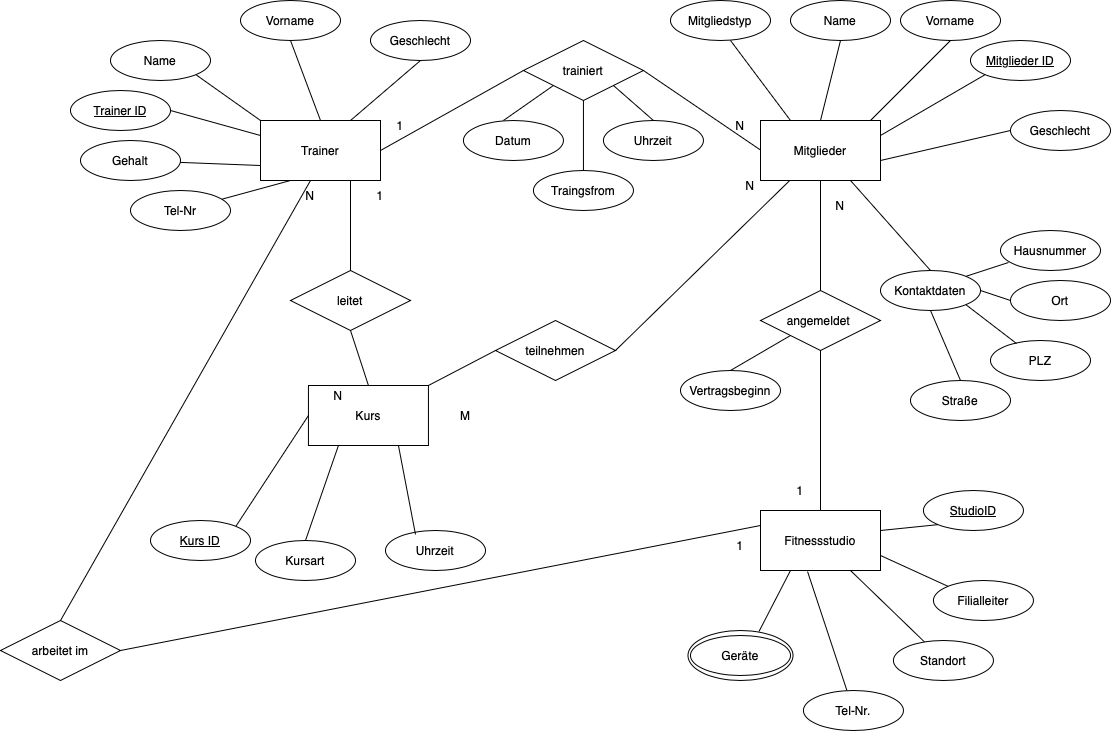 Vorname
Mitgliedstyp
Name
Vorname
Geschlecht
Name
trainiert
Mitglieder ID
Trainer ID
1
N
Geschlecht
Datum
Uhrzeit
Trainer
Mitglieder
Gehalt
Traingsfrom
N
N
1
Tel-Nr
N
Hausnummer
Kontaktdaten
Ort
leitet
angemeldet
teilnehmen
PLZ
Vertragsbeginn
N
Straße
Kurs
M
1
StudioID
Kurs ID
Fitnessstudio
1
Uhrzeit
Kursart
Filialleiter
arbeitet im
Geräte
Standort
Tel-Nr.